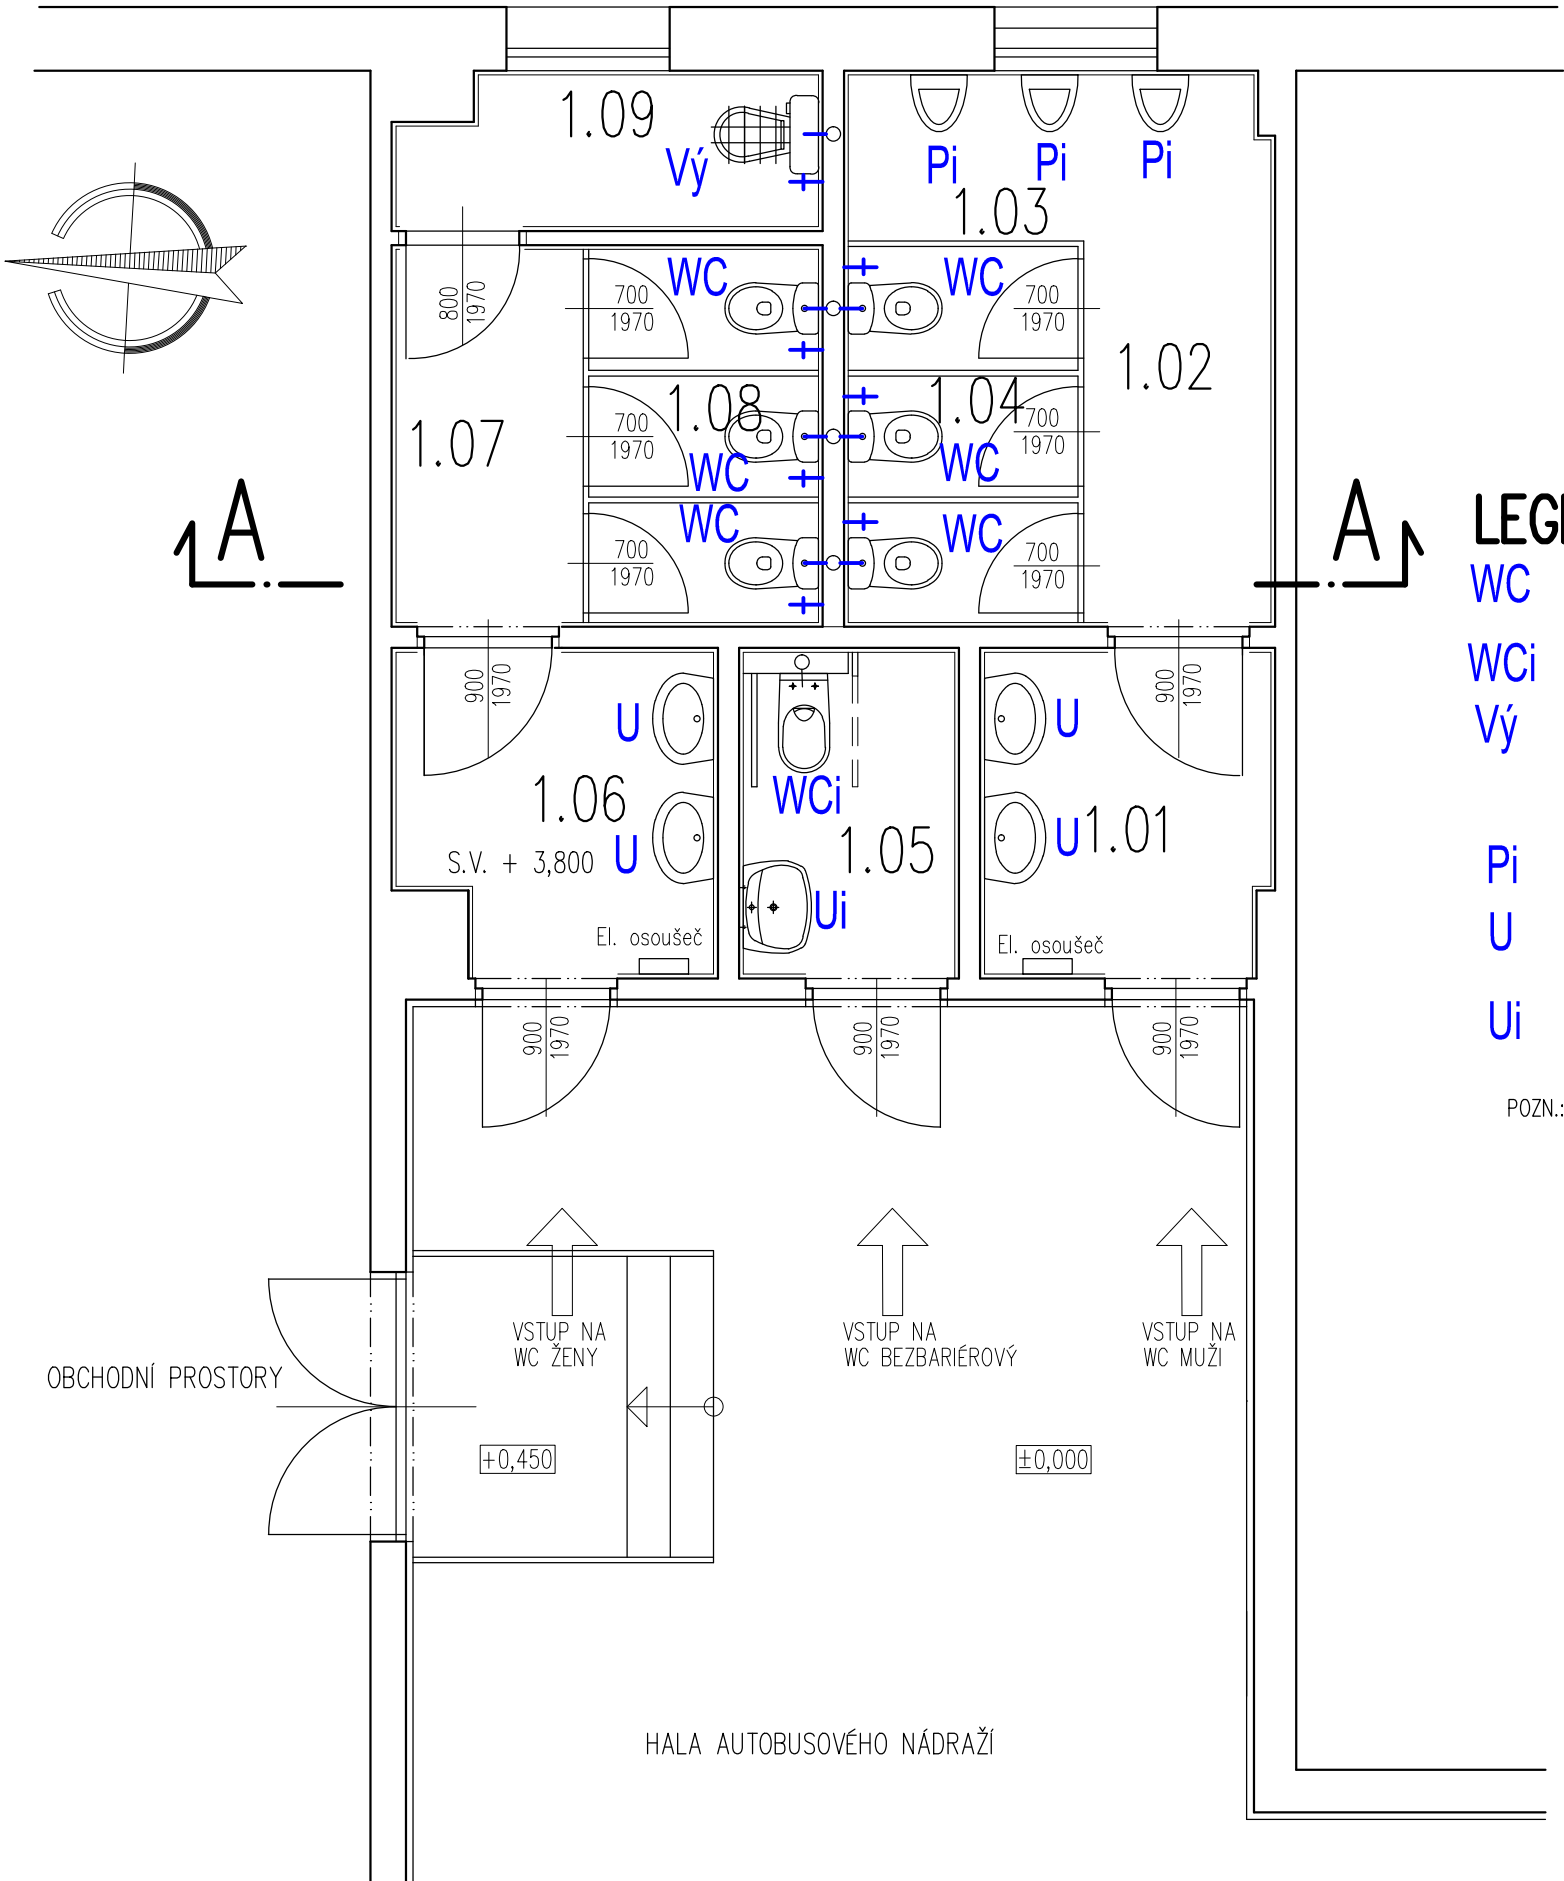 1.09
Vý
Pi
Pi
Pi
1.03
WC
WC
800
1970
700
1970
700
1970
1.02
1.08
1.04
700
1970
700
1970
1.07
WC
WC
A
A
LEGE
WC
WC
700
1970
700
1970
WC
WCi
Vý
900
1970
900
1970
U
U
1.06
WCi
1.05
U
1.01
S.V. + 3,800
U
Ui
Pi
U
Ui
El. osoušeč
El. osoušeč
900
1970
900
1970
900
1970
POZN.:
VSTUP NA
WC ŽENY
VSTUP NA
WC BEZBARIÉROVÝ
VSTUP NA
WC MUŽI
OBCHODNÍ PROSTORY
+0,450
±0,000
HALA AUTOBUSOVÉHO NÁDRAŽÍ